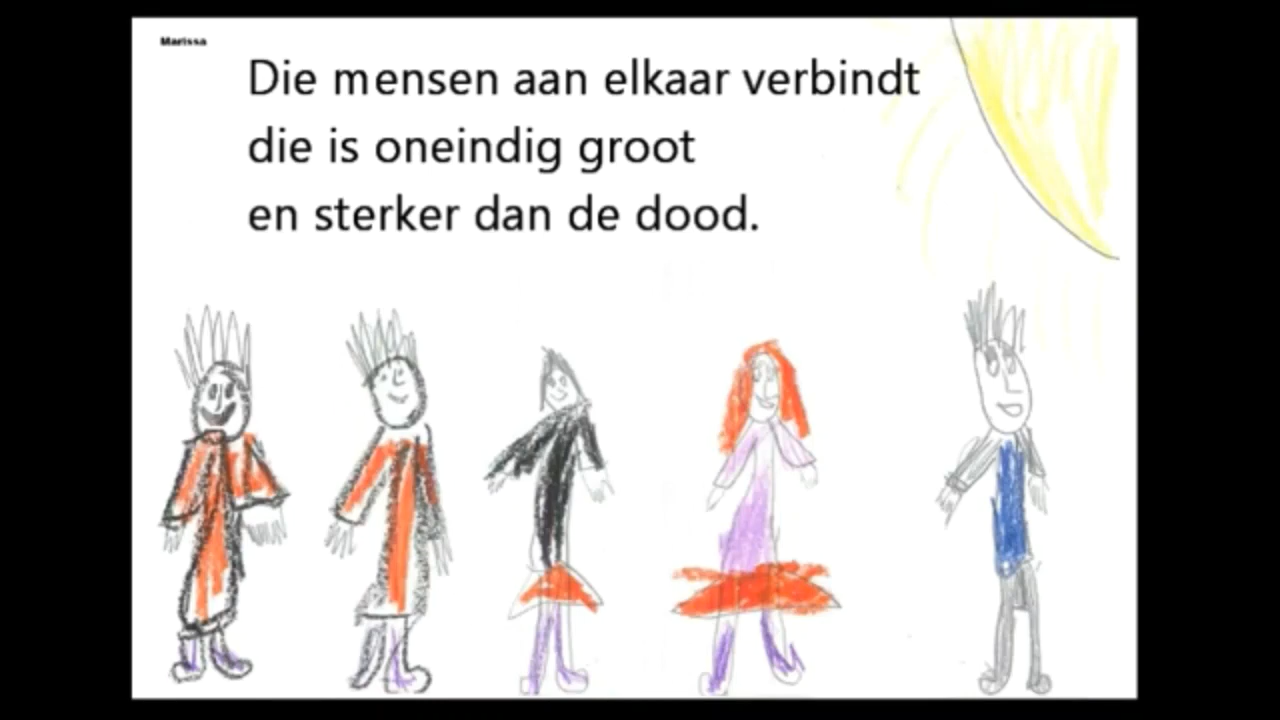 Marissa
Die mensen aan elkaar verbindt
die is oneindig groot
en sterker dan de dood.